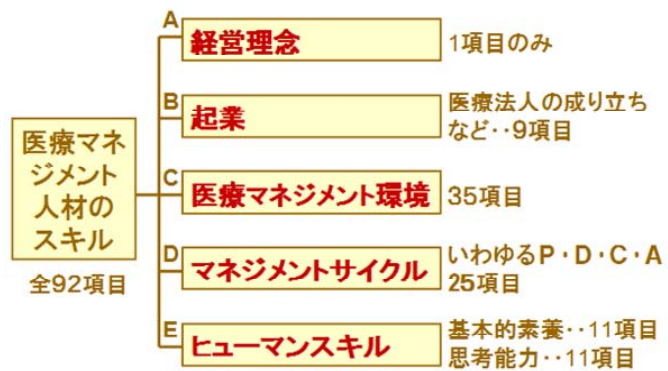 医療マネ
ジメント
人材の
スキル
全92項目
A
経営理念
1項目のみ
B
起業
医療法人の成り立ち
など‥9項目
C
医療マネジメント環境
35項目
D
マネジメントサイクル
いわゆるP・D・C・A
25項目
E
ヒューマンスキル
基本的素養‥11項目
思考能力‥11項目